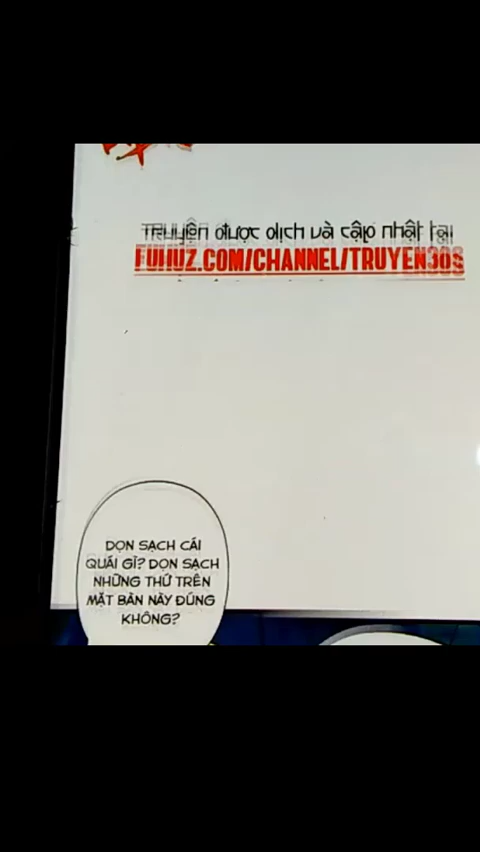 Truyện được dịch và cập nhật tại
FUHUZ.COM/CHANNEL/TRUYEN30S
DỌN SẠCH CÁI
QUÁI GÌ? DỌN SẠCH
NHỮNG THỨ TRÊN
MẶT BÀN NÀY ĐÚNG
KHÔNG?